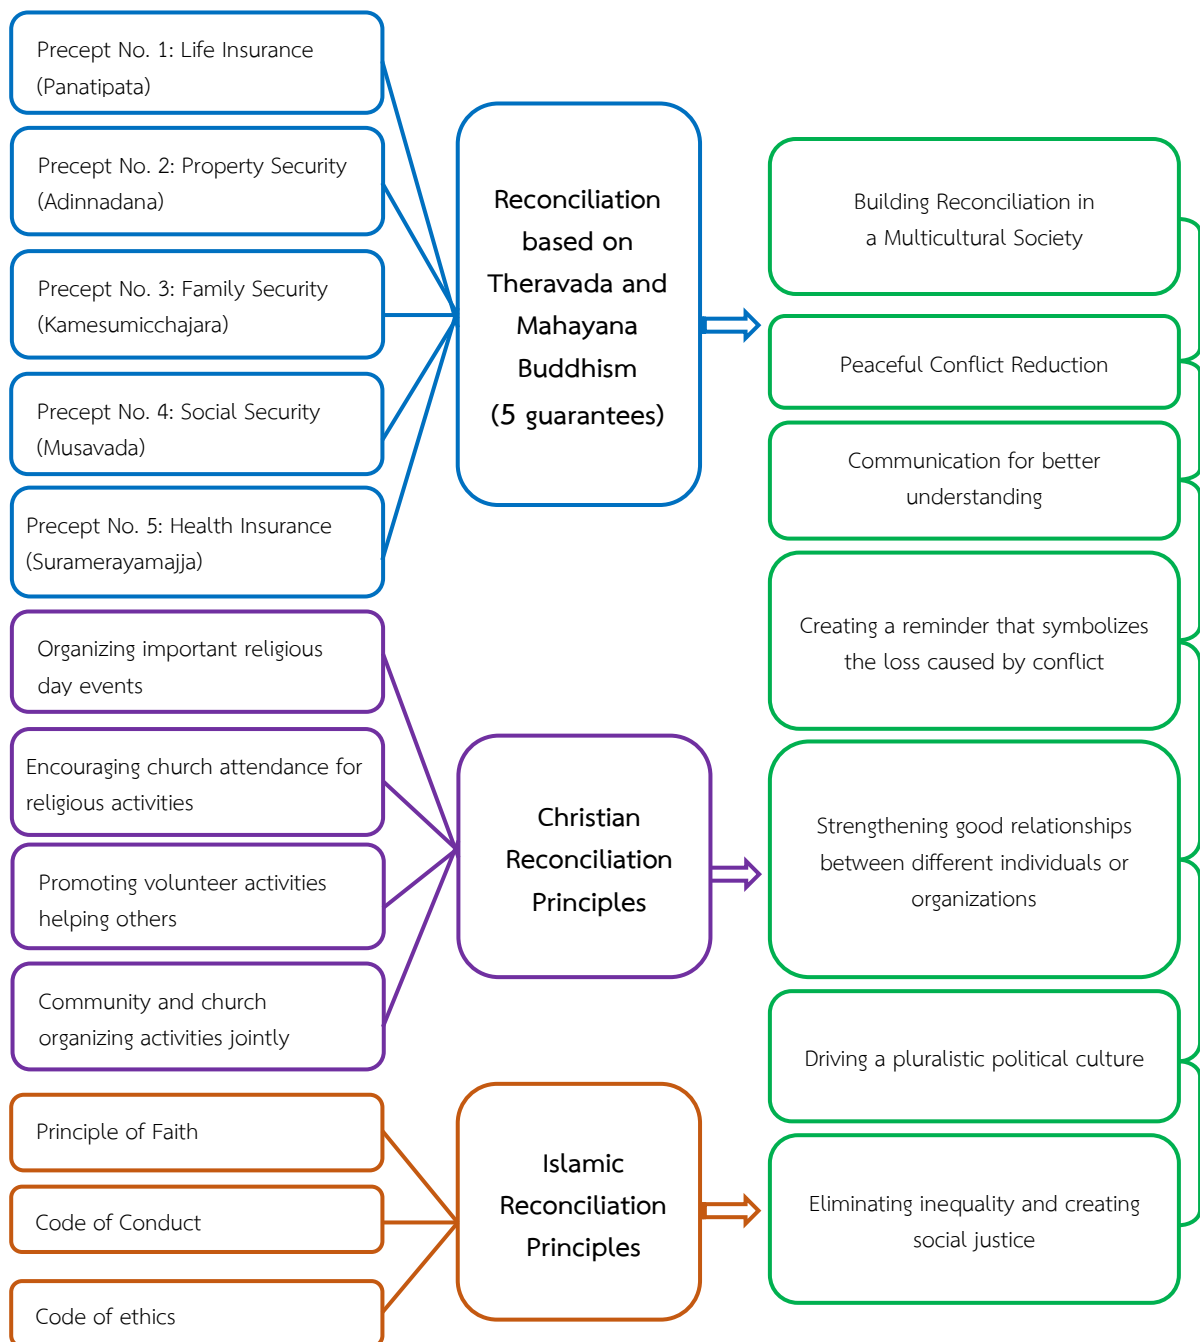 Precept No. 1: Life Insurance
(Panatipata)
Precept No. 2: Property Security
(Adinnadana)
Precept No. 3: Family Security
(Kamesumicchajara)
Precept No. 4: Social Security
(Musavada)
Precept No. 5: Health Insurance
(Suramerayamajja)
Reconciliation
based on
Theravada and
Mahayana
Buddhism
(5 guarantees)
Organizing important religious
day events
Encouraging church attendance for
religious activities
Promoting volunteer activities
helping others
Community and church
organizing activities jointly
Christian
Reconciliation
Principles
Principle of Faith
Code of Conduct
Code of ethics
Islamic
Reconciliation
Principles
Building Reconciliation in
a Multicultural Society
Peaceful Conflict Reduction
Communication for better
understanding
Creating a reminder that symbolizes
the loss caused by conflict
Strengthening good relationships
between different individuals or
organizations
Driving a pluralistic political culture
Eliminating inequality and creating
social justice